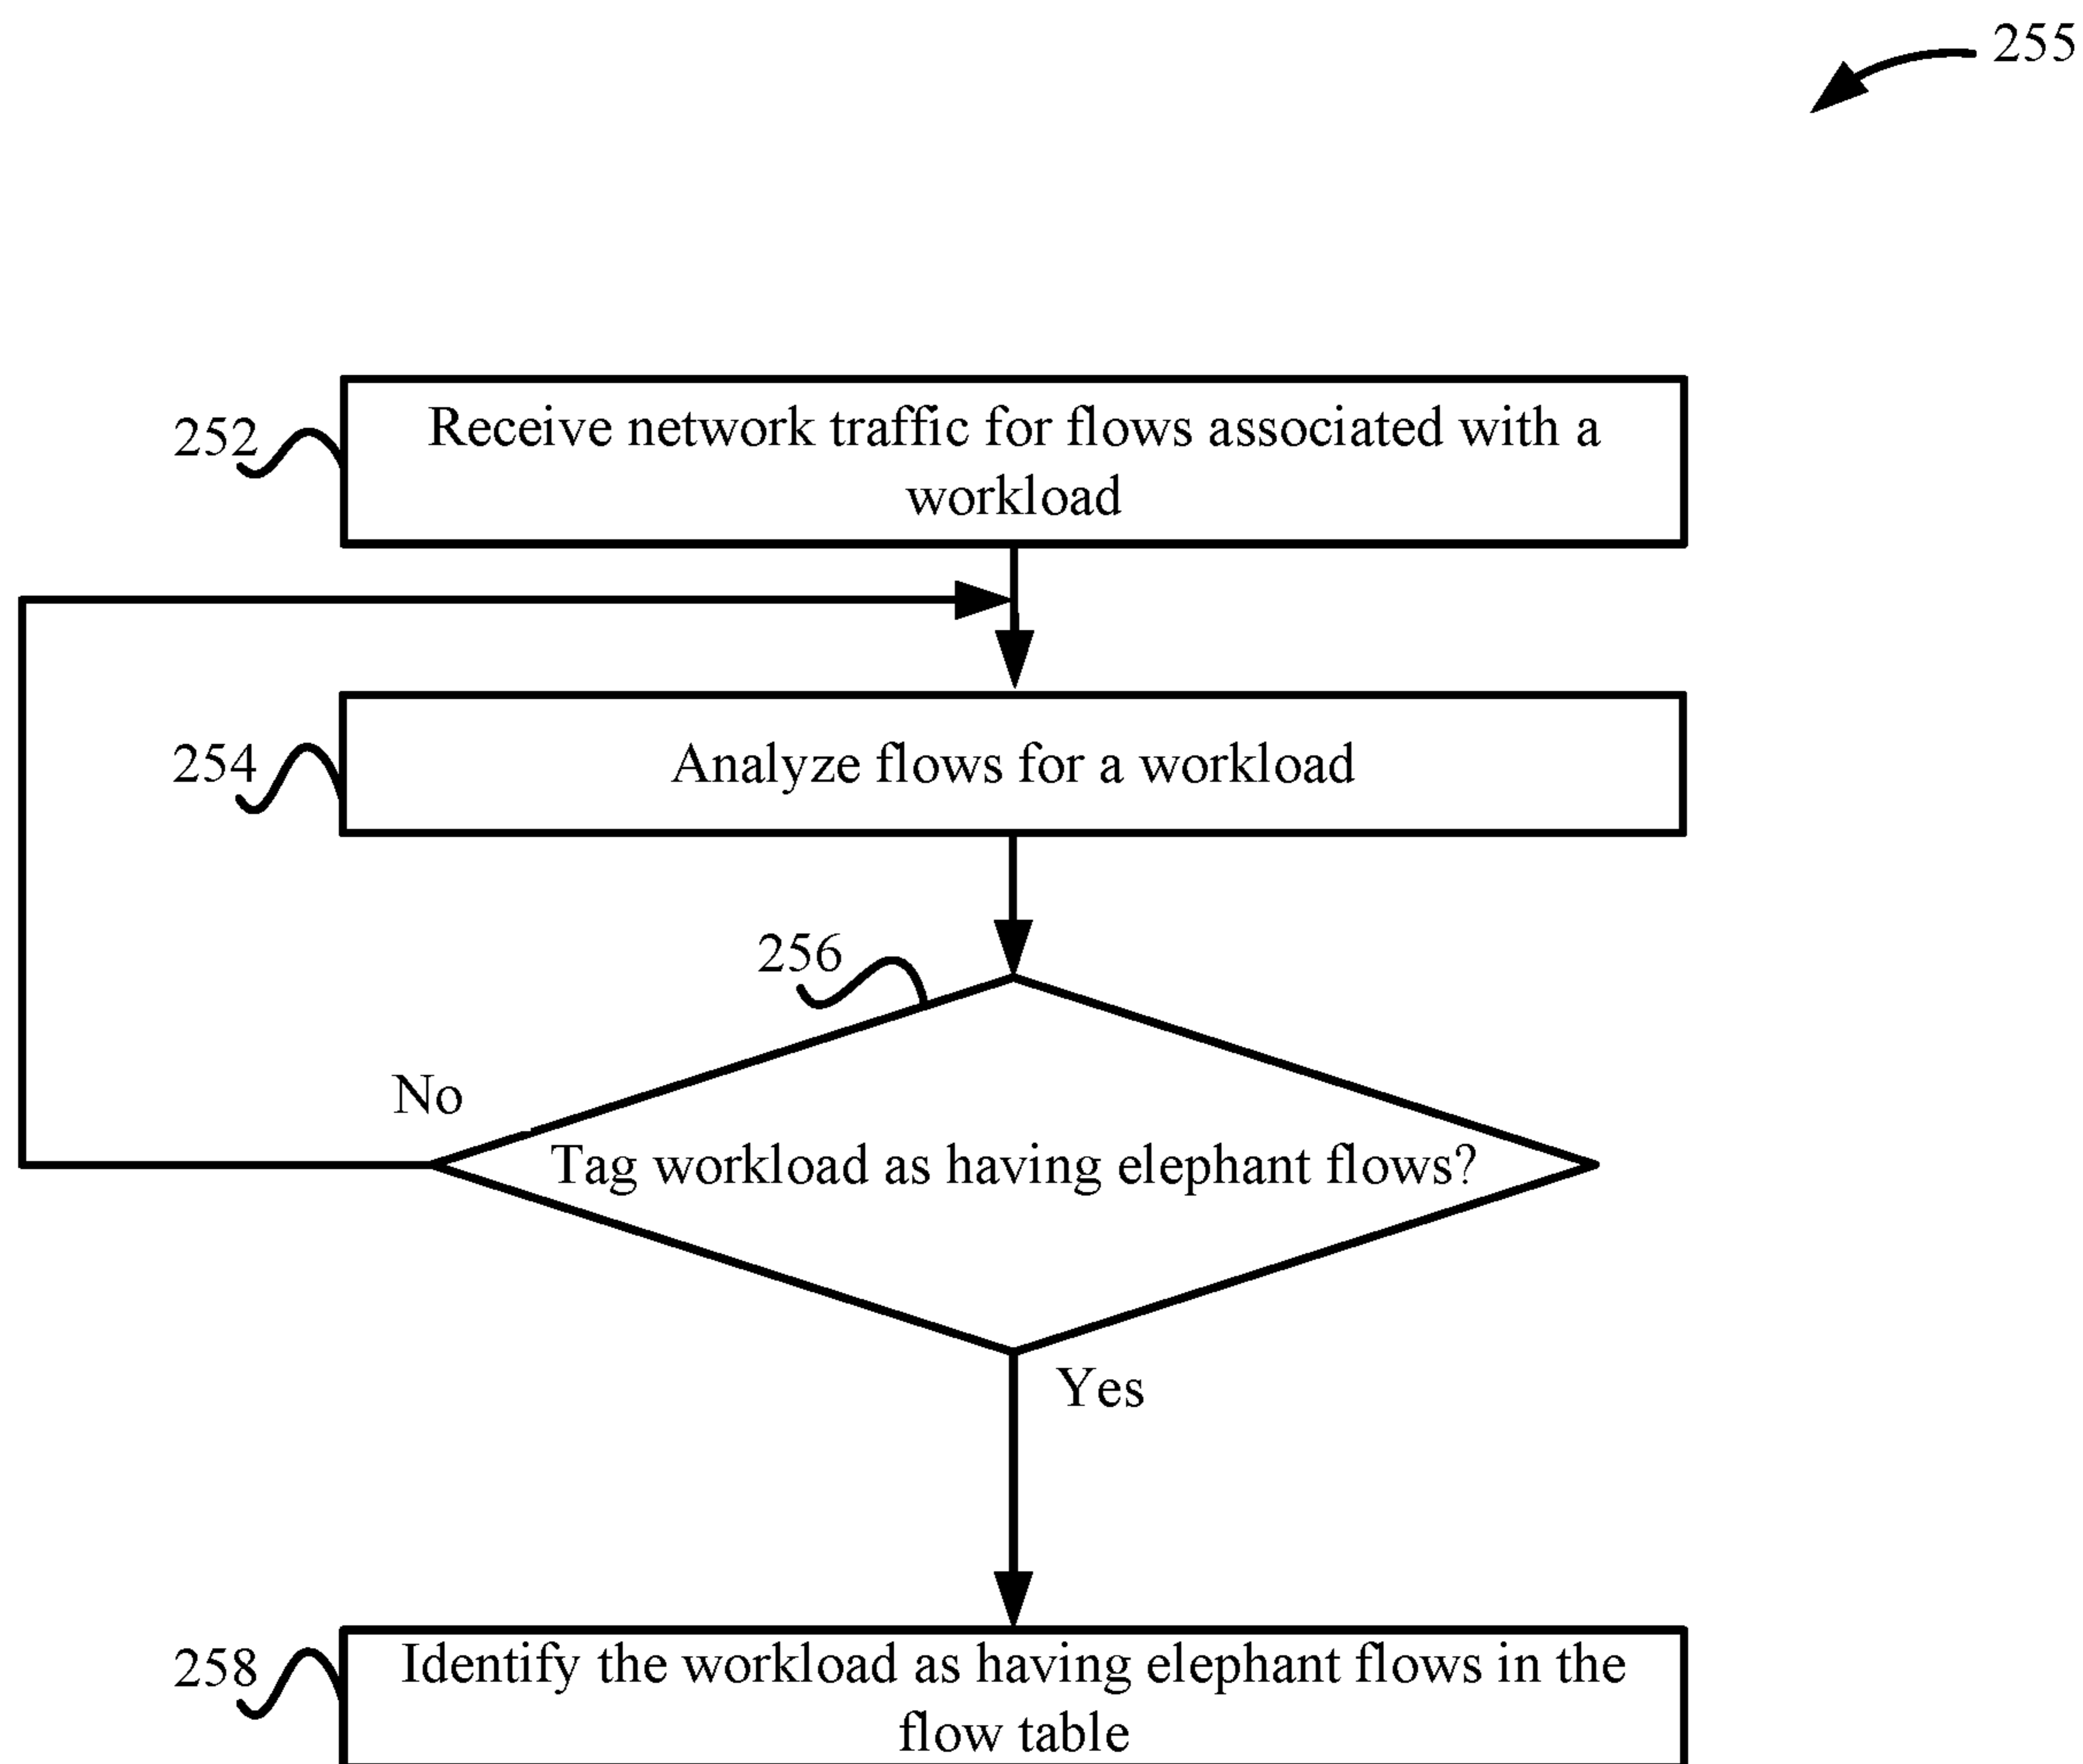 255
252
Receive network traffic for flows associated with a
workload
254
Analyze flows for a workload
256
No
Tag workload as having elephant flows?
Yes
258
Identify the workload as having elephant flows in the
flow table